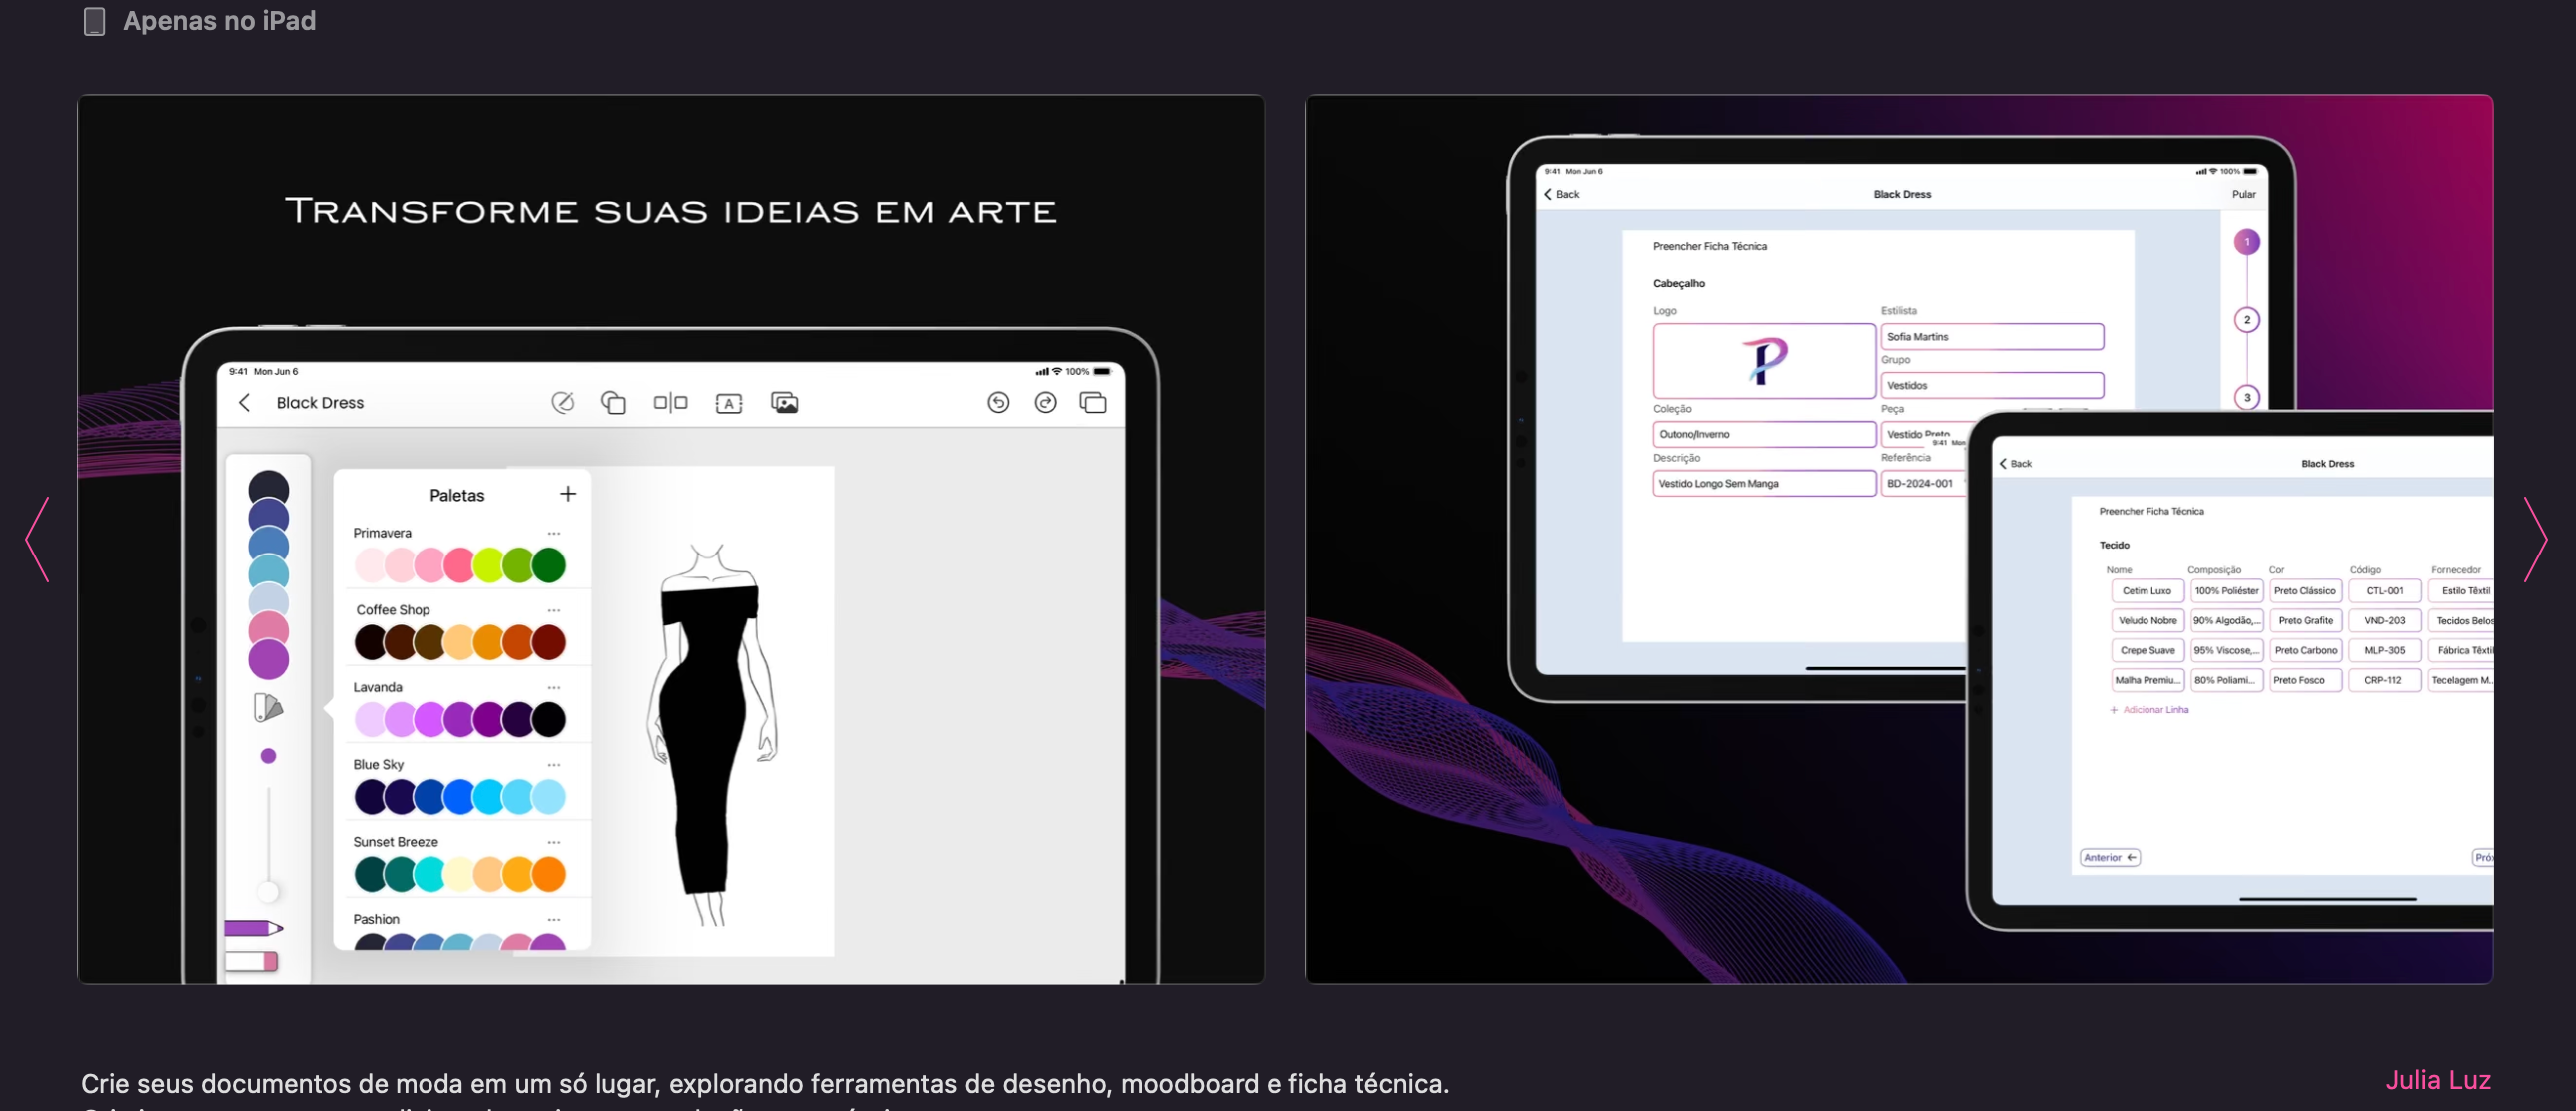 Apenas no iPad
TRANSFORME SUAS IDEIAS EM ARTE
9:41 Mon Jun 6
100%
Black Dress
A
Paletas
Primavera
Coffee Shop
Lavanda
Blue Sky
Sunset Breeze
Pashion
9:41 Mon Jun 6
100%
Back
Black Dress
Pular
Preencher Ficha Técnica
Cabeçalho
Logo
Estilista
P
Sofia Martins
Grupo
Vestidos
Coleção
Peça
Outono/Inverno
Vestido Preto
Descrição
Referência
Vestido Longo Sem Manga
BD-2024-001
1
2
3
9:41 Mon
Back
Black Dress
Preencher Ficha Técnica
Tecido
Nome Composição Cor Código Fornecedor
Cetim Luxo 100% Poliéster Preto Clássico CTL-001 Estilo Têxtil
Veludo Nobre 90% Algodão,... Preto Grafite VND-203 Tecidos Belos
Crepe Suave 95% Viscose,... Preto Carbono MLP-305 Fábrica Têxtil
Malha Premiu... 80% Poliami... Preto Fosco CRP-112 Tecelagem M...
+ Adicionar Linha
Anterior ←
Crie seus documentos de moda em um só lugar, explorando ferramentas de desenho, moodboard e ficha técnica.
Julia Luz